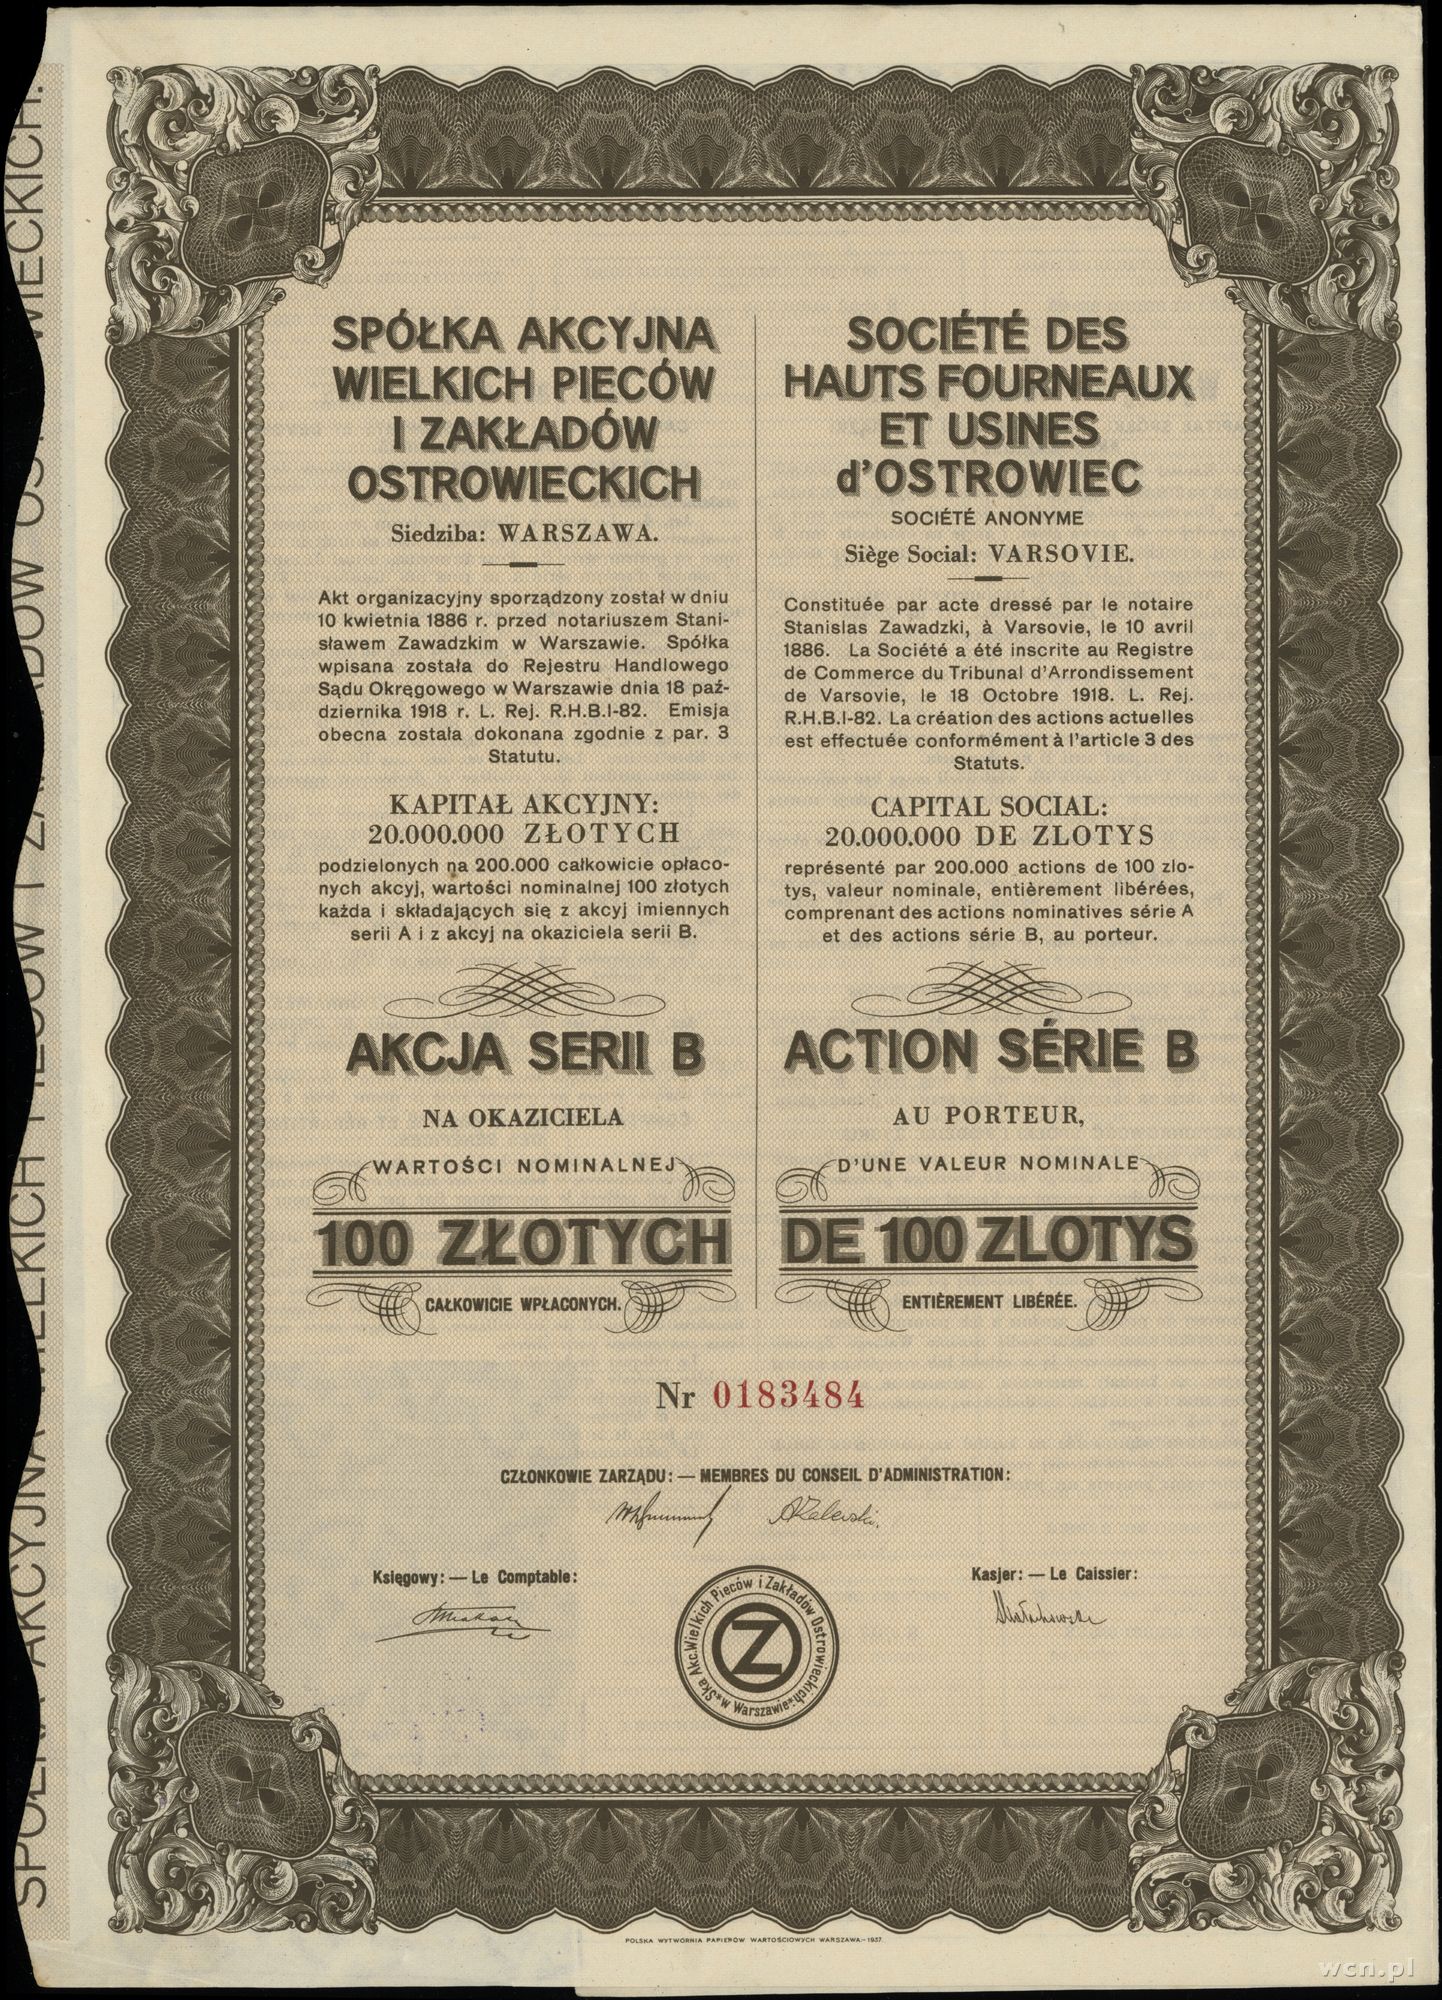 SPÓŁKA AKCYJNA
WIELKICH PIECÓW
I ZAKŁADÓW
OSTROWIECKICH
Siedziba: WARSZAWA.
Akt organizacyjny sporządzony został w dniu
10 kwietnia 1886 r. przed notariuszem Stani-
sławem Zawadzkim w Warszawie. Spółka
wpisana została do Rejestru Handlowego
Sądu Okręgowego w Warszawie dnia 18 paź-
dziernika 1918 r. L. Rej. R.H.B.I-82. Emisja
obecna została dokonana zgodnie z par. 3
Statutu.
KAPITAŁ AKCYJNY:
20.000.000 ZŁOTYCH
podzielonych na 200.000 całkowicie opłaco-
nych akcyj, wartości nominalnej 100 złotych
każda i składających się z akcyj imiennych
serii A i z akcyj na okaziciela serii B.
AKCJA SERII B
NA OKAZICIELA
WARTOŚCI NOMINALNEJ
100 ZŁOTYCH
CAŁKOWICIE WPŁACONYCH.
SOCIÉTÉ DES
HAUTS FOURNEAUX
ET USINES
d'OSTROWIEC
SOCIÉTÉ ANONYME
Siège Social: VARSOVIE.
Constituée par acte dressé par le notaire
Stanislas Zawadzki, à Varsovie, le 10 avril
1886. La Société a été inscrite au Registre
de Commerce du Tribunal d'Arrondissement
de Varsovie, le 18 Octobre 1918. L. Rej.
R.H.B.I-82. La création des actions actuelles
est effectuée conformément à l'article 3 des
Statuts.
CAPITAL SOCIAL:
20.000.000 DE ZLOTYS
représenté par 200.000 actions de 100 zlo-
tys, valeur nominale, entièrement libérées,
comprenant des actions nominatives série A
et des actions série B, au porteur.
ACTION SÉRIE B
AU PORTEUR,
D'UNE VALEUR NOMINALE
DE 100 ZLOTYS
ENTIÈREMENT LIBÉRÉE.
Nr 0183484
CZŁONKOWIE ZARZĄDU: — MEMBRES DU CONSEIL D'ADMINISTRATION:
AZalewski.
Księgowy: — Le Comptable:
Kasjer: — Le Caissier:
Ska Akc. Wielkich Pieców i Zakładów Ostrowieckich
* w Warszawie *
Z
POLSKA WYTWÓRNIA PAPIERÓW WARTOŚCIOWYCH WARSZAWA.—1937
wcn.pl